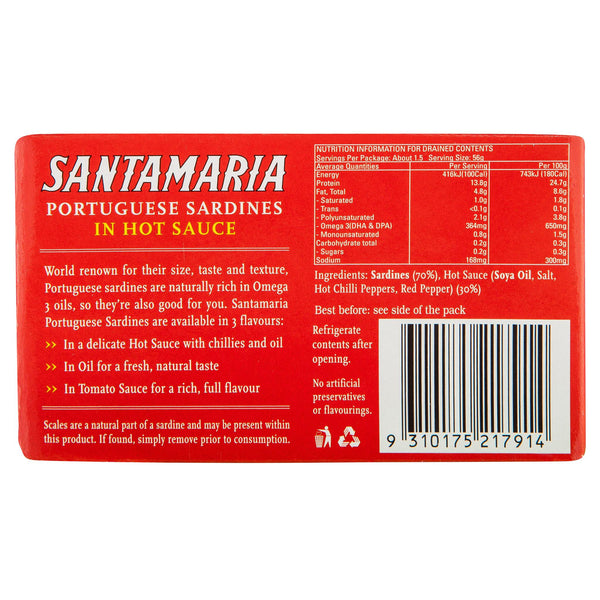 SANTAMARIA
PORTUGUESE SARDINES
IN HOT SAUCE
World renown for their size, taste and texture,
Portuguese sardines are naturally rich in Omega
3 oils, so they're also good for you. Santamaria
Portuguese Sardines are available in 3 flavours:
>> In a delicate Hot Sauce with chillies and oil
>> In Oil for a fresh, natural taste
>> In Tomato Sauce for a rich, full flavour
Scales are a natural part of a sardine and may be present within
this product. If found, simply remove prior to consumption.
NUTRITION INFORMATION FOR DRAINED CONTENTS
Servings Per Package: About 1.5 Serving Size: 56g
Average Quantities Per Serving Per 100g
Energy 416kJ(100Cal) 743kJ (180Cal)
Protein 13.8g 24.7g
Fat, Total 4.8g 8.6g
- Saturated 1.0g 1.8g
- Trans <0.1g 0.1g
- Polyunsaturated 2.1g 3.8g
- Omega 3(DHA & DPA) 364mg 650mg
- Monounsaturated 0.8g 1.5g
Carbohydrate total 0.2g 0.3g
- Sugars 0.2g 0.3g
Sodium 168mg 300mg
Ingredients: Sardines (70%), Hot Sauce (Soya Oil, Salt,
Hot Chilli Peppers, Red Pepper) (30%)
Best before: see side of the pack
Refrigerate
contents after
opening.
No artificial
preservatives
or flavourings.
9 310175 217914